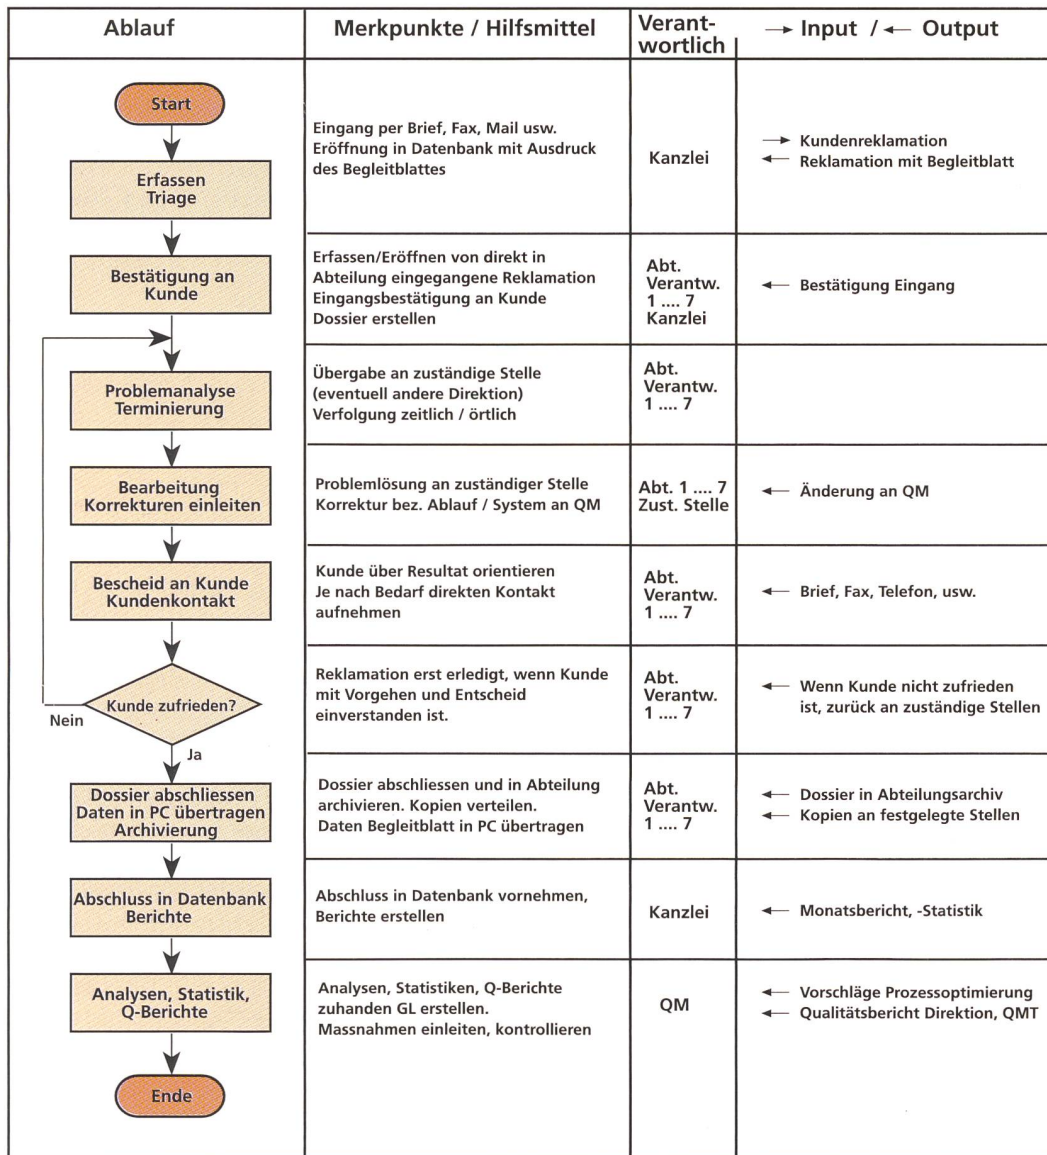 Ablauf
Merkpunkte / Hilfsmittel
Verant-
wortlich
→ Input / ← Output
Start
Erfassen
Triage
Eingang per Brief, Fax, Mail usw.
Eröffnung in Datenbank mit Ausdruck
des Begleitblattes
Kanzlei
→ Kundenreklamation
← Reklamation mit Begleitblatt
Bestätigung an
Kunde
Erfassen/Eröffnen von direkt in
Abteilung eingegangene Reklamation
Eingangsbestätigung an Kunde
Dossier erstellen
Abt.
Verantw.
1 .... 7
Kanzlei
← Bestätigung Eingang
Problemanalyse
Terminierung
Übergabe an zuständige Stelle
(eventuell andere Direktion)
Verfolgung zeitlich / örtlich
Abt.
Verantw.
1 .... 7
Bearbeitung
Korrekturen einleiten
Problemlösung an zuständiger Stelle
Korrektur bez. Ablauf / System an QM
Abt. 1 .... 7
Zust. Stelle
← Änderung an QM
Bescheid an Kunde
Kundenkontakt
Kunde über Resultat orientieren
Je nach Bedarf direkten Kontakt
aufnehmen
Abt.
Verantw.
1 .... 7
← Brief, Fax, Telefon, usw.
Kunde zufrieden?
Nein
Ja
Reklamation erst erledigt, wenn Kunde
mit Vorgehen und Entscheid
einverstanden ist.
Abt.
Verantw.
1 .... 7
← Wenn Kunde nicht zufrieden
ist, zurück an zuständige Stellen
Dossier abschliessen
Daten in PC übertragen
Archivierung
Dossier abschliessen und in Abteilung
archivieren. Kopien verteilen.
Daten Begleitblatt in PC übertragen
Abt.
Verantw.
1 .... 7
← Dossier in Abteilungsarchiv
← Kopien an festgelegte Stellen
Abschluss in Datenbank
Berichte
Abschluss in Datenbank vornehmen,
Berichte erstellen
Kanzlei
← Monatsbericht, -Statistik
Analysen, Statistik,
Q-Berichte
Analysen, Statistiken, Q-Berichte
zuhanden GL erstellen.
Massnahmen einleiten, kontrollieren
QM
← Vorschläge Prozessoptimierung
← Qualitätsbericht Direktion, QMT
Ende